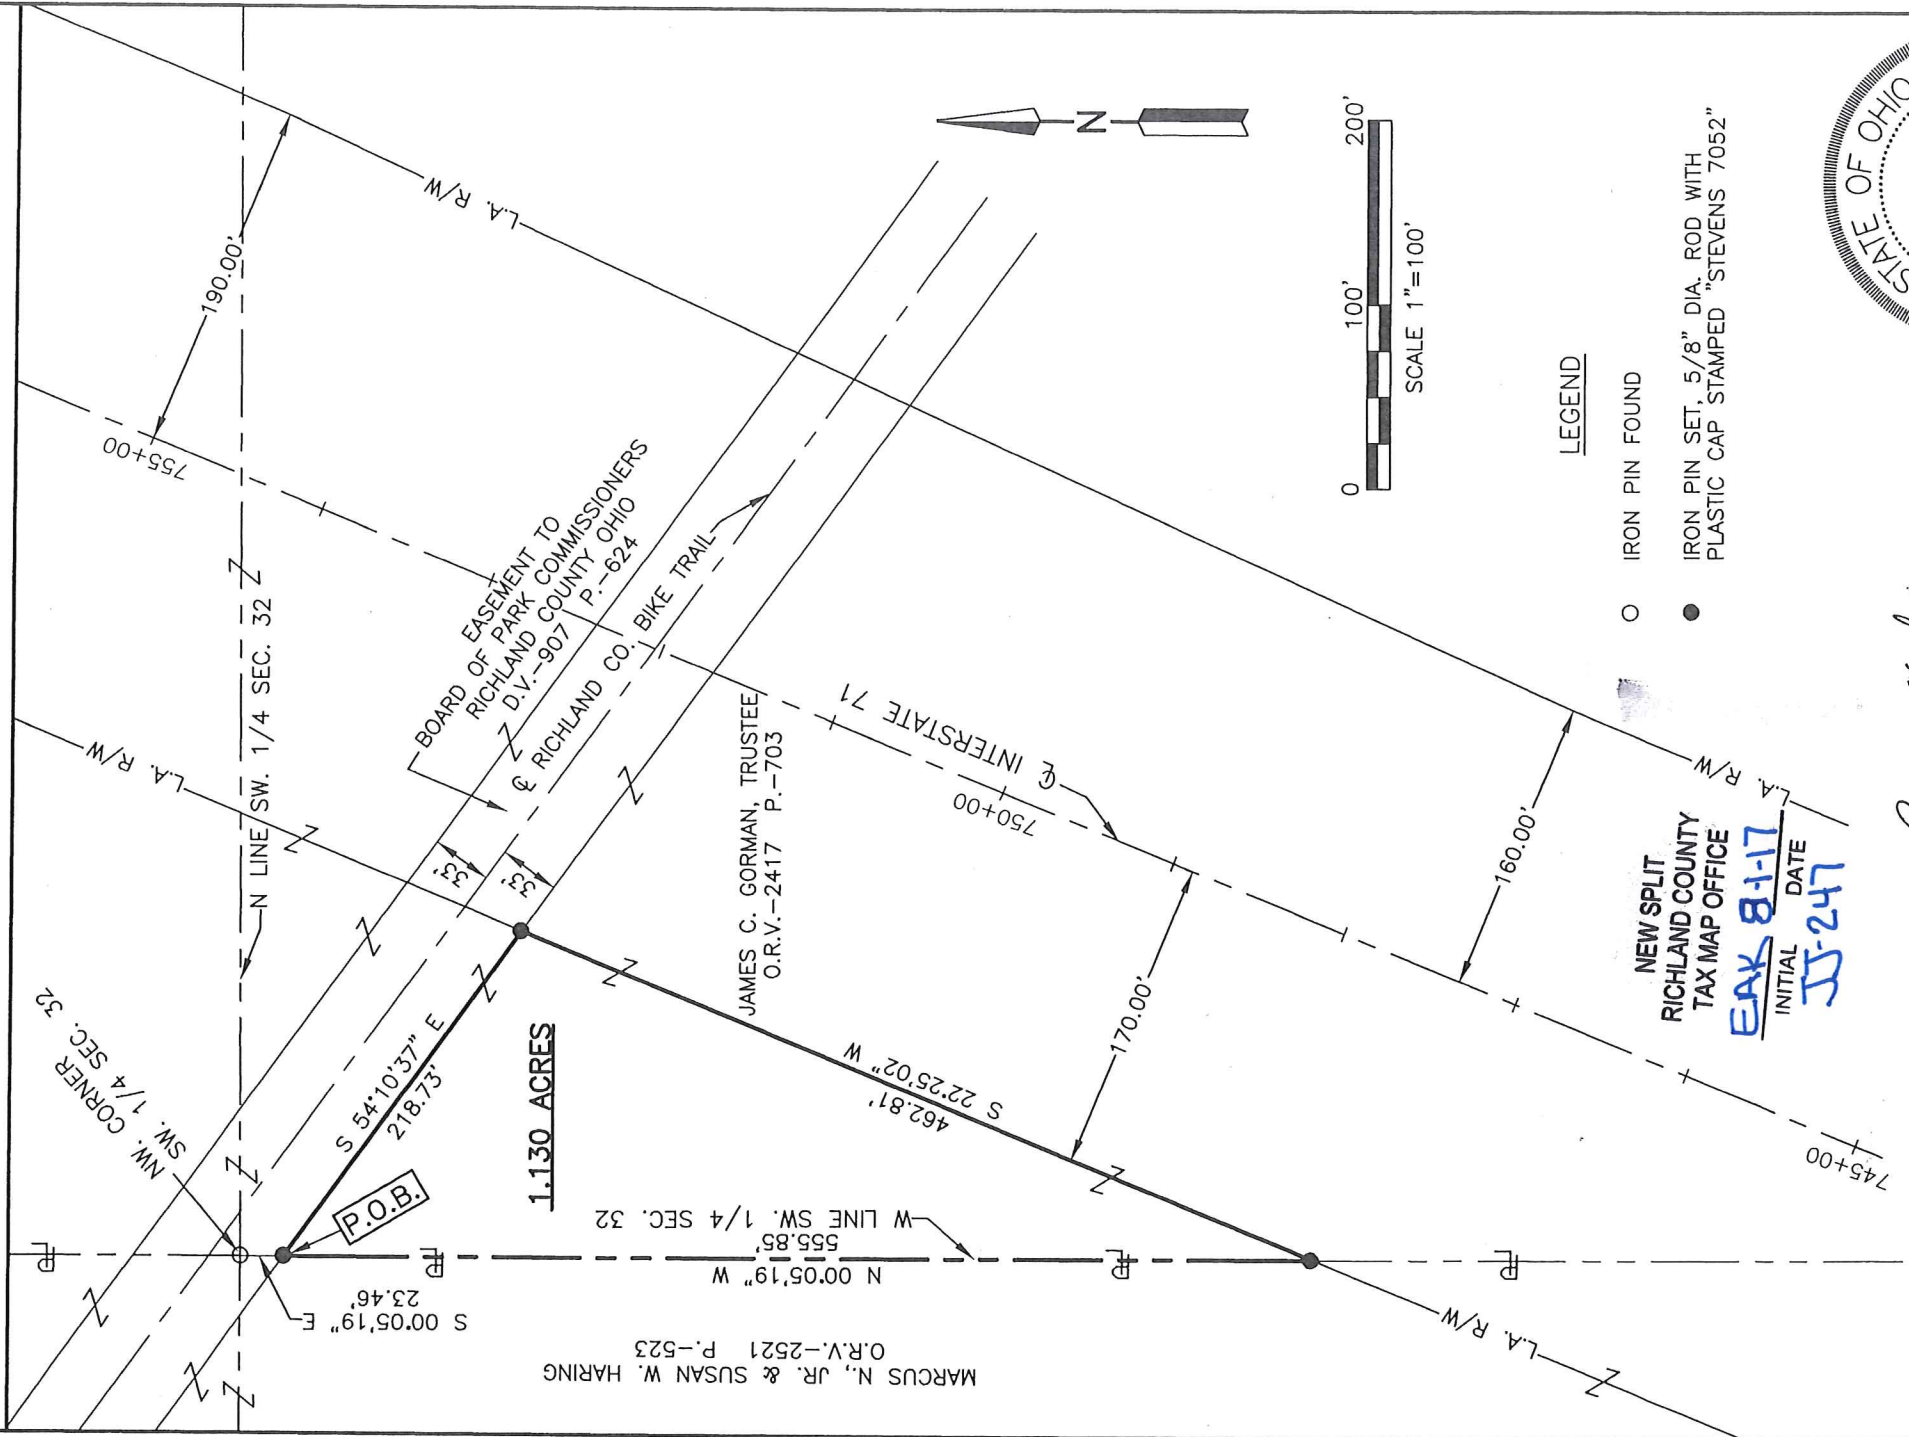 190.00'
L.A. R/W
755+00
N LINE SW. 1/4 SEC. 32
L.A. R/W
EASEMENT TO
BOARD OF PARK COMMISSIONERS
RICHLAND COUNTY OHIO
D.V.-907 P.-624
℄ RICHLAND CO. BIKE TRAIL
33'
33'
NW. CORNER
SW. 1/4 SEC. 32
P.O.B.
S 00°05'19" E
23.46'
S 54°10'37" E
218.73'
1.130 ACRES
JAMES C. GORMAN, TRUSTEE
O.R.V.-2417 P.-703
℄ INTERSTATE 71
750+00
S 22°25'02" W
462.81'
170.00'
160.00'
W LINE SW. 1/4 SEC. 32
555.85'
N 00°05'19" W
MARCUS N., JR. & SUSAN W. HARING
O.R.V.-2521 P.-523
L.A. R/W
L.A. R/W
745+00
N
0 100' 200'
SCALE 1"=100'
LEGEND
IRON PIN FOUND
IRON PIN SET, 5/8" DIA. ROD WITH
PLASTIC CAP STAMPED "STEVENS 7052"
NEW SPLIT
RICHLAND COUNTY
TAX MAP OFFICE
EAK 8-1-17
INITIAL DATE
JJ-247
STATE OF OHIO